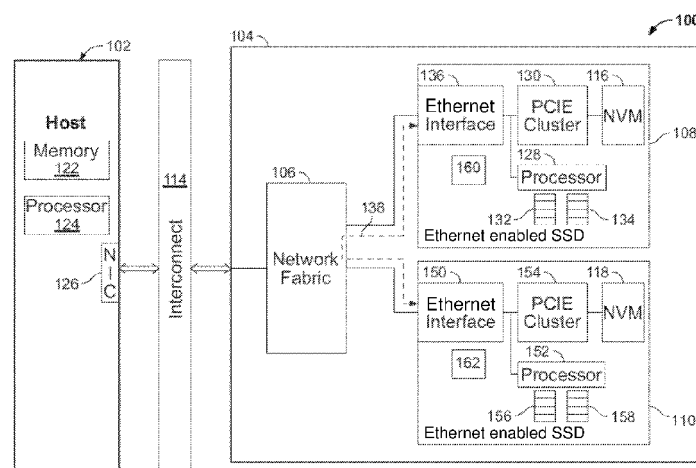 100
102
Host
Memory
122
Processor
124
NIC
126
114
Interconnect
104
106
Network
Fabric
138
136
Ethernet
Interface
130
PCIE
Cluster
116
NVM
108
160
128
Processor
132
134
Ethernet enabled SSD
150
Ethernet
Interface
154
PCIE
Cluster
118
NVM
162
152
Processor
156
158
Ethernet enabled SSD
110